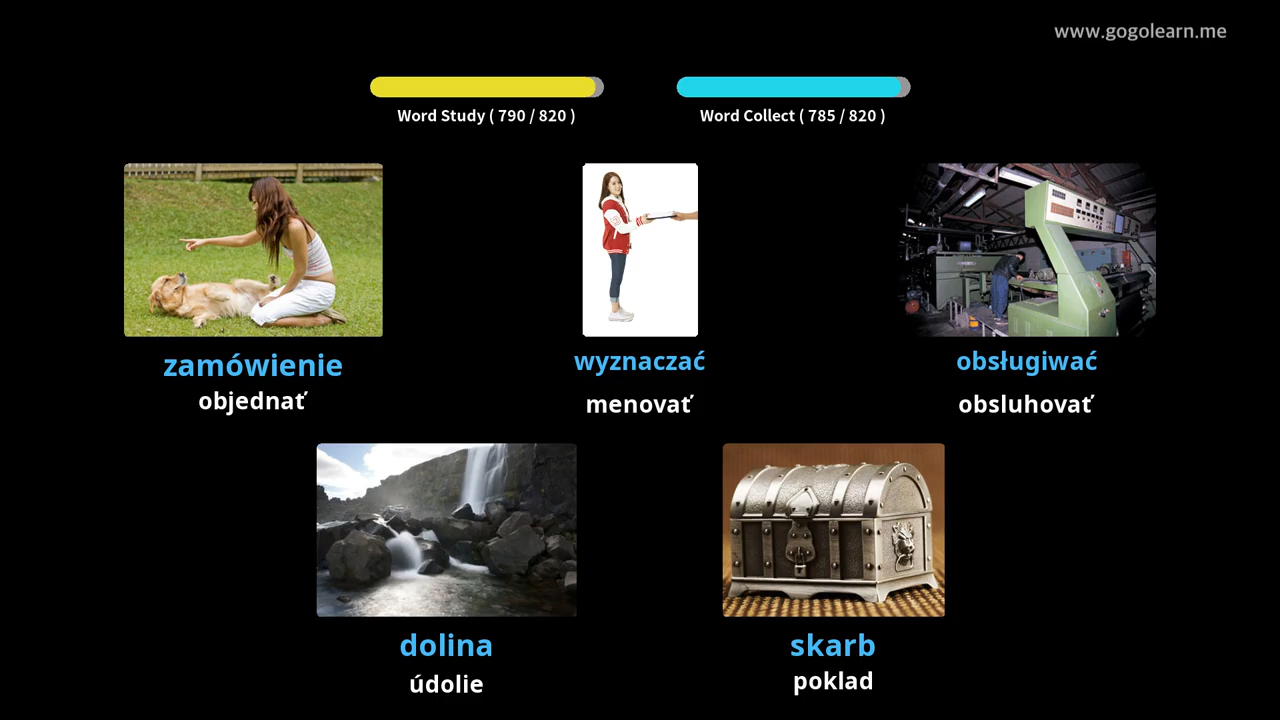 www.gogolearn.me
Word Study ( 790 / 820 )
Word Collect ( 785 / 820 )
zamówienie
objednať
wyznaczać
menovať
obsługiwać
obsluhovať
dolina
údolie
skarb
poklad